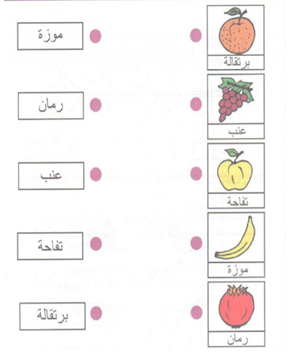 برتقالة
موزة
عنب
رمان
تفاحة
عنب
موزة
تفاحة
رمان
برتقالة